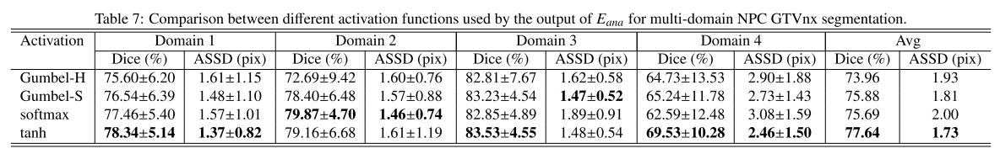 Table 7: Comparison between different activation functions used by the output of E_ana for multi-domain NPC GTVnx segmentation.
Activation Domain 1 Domain 2 Domain 3 Domain 4 Avg
Dice (%) ASSD (pix) Dice (%) ASSD (pix) Dice (%) ASSD (pix) Dice (%) ASSD (pix) Dice (%) ASSD (pix)
Gumbel-H 75.60±6.20 1.61±1.15 72.69±9.42 1.60±0.76 82.81±7.67 1.62±0.58 64.73±13.53 2.90±1.88 73.96 1.93
Gumbel-S 76.54±6.39 1.48±1.10 78.40±6.48 1.57±0.88 83.23±4.54 1.47±0.52 65.24±11.78 2.73±1.43 75.88 1.81
softmax 77.46±5.40 1.57±1.01 79.87±4.70 1.46±0.74 82.85±4.89 1.89±0.91 62.59±12.48 3.08±1.59 75.69 2.00
tanh 78.34±5.14 1.37±0.82 79.16±6.68 1.61±1.19 83.53±4.55 1.48±0.54 69.53±10.28 2.46±1.50 77.64 1.73